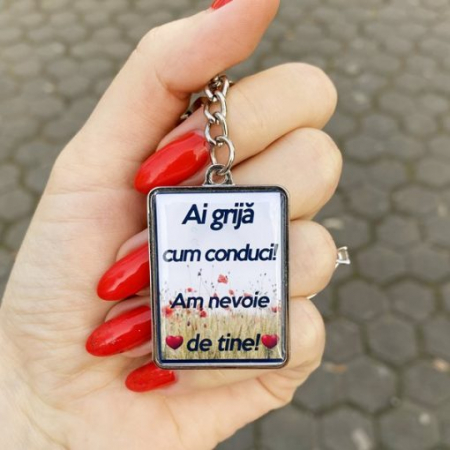 Ai grijă
cum conduci!
Am nevoie
de tine!